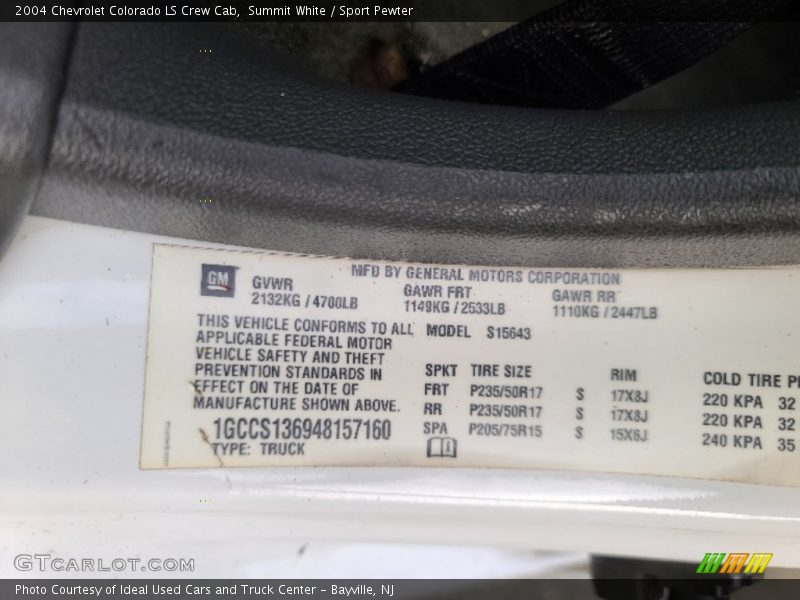 2004 Chevrolet Colorado LS Crew Cab, Summit White / Sport Pewter
MFD BY GENERAL MOTORS CORPORATION
GM
GVWR GAWR FRT GAWR RR
2132KG / 4700LB 1149KG / 2533LB 1110KG / 2447LB
THIS VEHICLE CONFORMS TO ALL
APPLICABLE FEDERAL MOTOR
VEHICLE SAFETY AND THEFT
PREVENTION STANDARDS IN
EFFECT ON THE DATE OF
MANUFACTURE SHOWN ABOVE.
1GCCS136948157160
TYPE: TRUCK
MODEL S15643
SPKT TIRE SIZE RIM COLD TIRE
FRT P235/50R17 S 17X8J 220 KPA 32
RR P235/50R17 S 17X8J 220 KPA 32
SPA P205/75R15 S 15X6J 240 KPA 35
GTCARLOT.COM
Photo Courtesy of Ideal Used Cars and Truck Center - Bayville, NJ